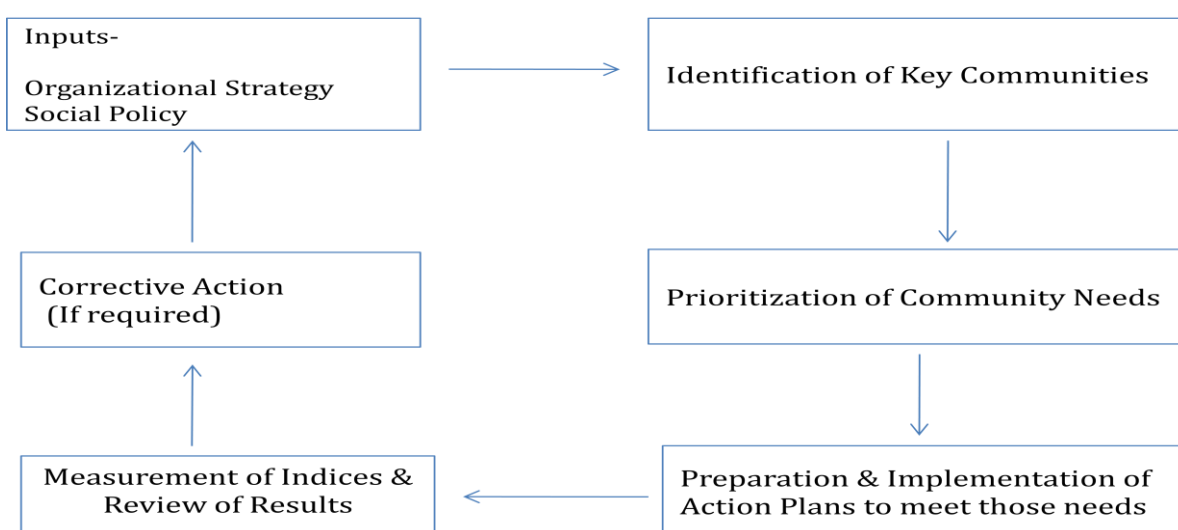 Inputs-
Organizational Strategy
Social Policy
Identification of Key Communities
Prioritization of Community Needs
Preparation & Implementation of
Action Plans to meet those needs
Measurement of Indices &
Review of Results
Corrective Action
(If required)